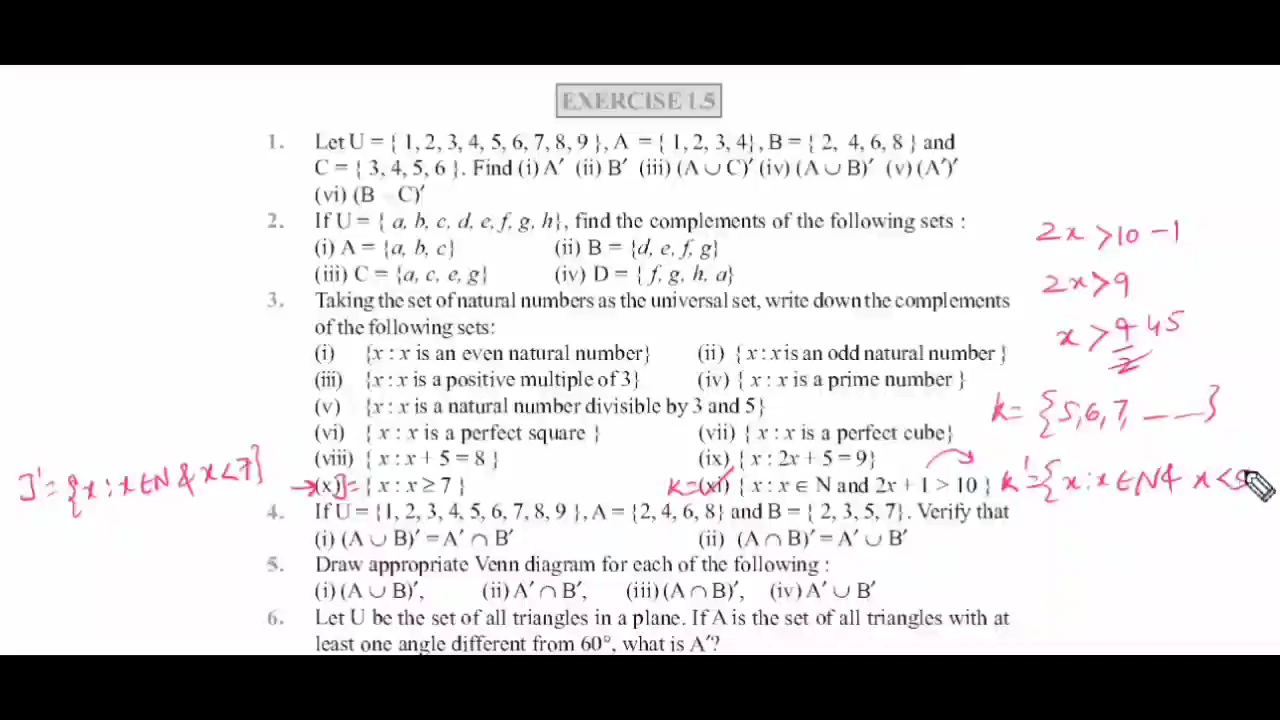 EXERCISE 1.5
1. Let U = { 1, 2, 3, 4, 5, 6, 7, 8, 9 }, A = { 1, 2, 3, 4}, B = { 2, 4, 6, 8 } and
C = { 3, 4, 5, 6 }. Find (i) A′ (ii) B′ (iii) (A ∪ C)′ (iv) (A ∪ B)′ (v) (A′)′
(vi) (B C)′
2. If U = { a, b, c, d, e, f, g, h}, find the complements of the following sets :
(i) A = {a, b, c} (ii) B = {d, e, f, g}
(iii) C = {a, c, e, g} (iv) D = { f, g, h, a}
2x > 10 - 1
2x > 9
3. Taking the set of natural numbers as the universal set, write down the complements
of the following sets:
x > 9/2 4.5
(i) {x : x is an even natural number} (ii) { x : x is an odd natural number }
(iii) {x : x is a positive multiple of 3} (iv) { x : x is a prime number }
(v) {x : x is a natural number divisible by 3 and 5}
k = {5, 6, 7, — —}
(vi) { x : x is a perfect square } (vii) { x : x is a perfect cube}
(viii) { x : x + 5 = 8 } (ix) { x : 2x + 5 = 9}
J' = {x : x ∈ N & x < 7} → (x) J = { x : x ≥ 7 } k = (xi) { x : x ∈ N and 2x + 1 > 10 } k' = {x : x ∈ N & x < 5
4. If U = {1, 2, 3, 4, 5, 6, 7, 8, 9 }, A = {2, 4, 6, 8} and B = { 2, 3, 5, 7}. Verify that
(i) (A ∪ B)′ = A′ ∩ B′ (ii) (A ∩ B)′ = A′ ∪ B′
5. Draw appropriate Venn diagram for each of the following :
(i) (A ∪ B)′, (ii) A′ ∩ B′, (iii) (A ∩ B)′, (iv) A′ ∪ B′
6. Let U be the set of all triangles in a plane. If A is the set of all triangles with at
least one angle different from 60°, what is A′?